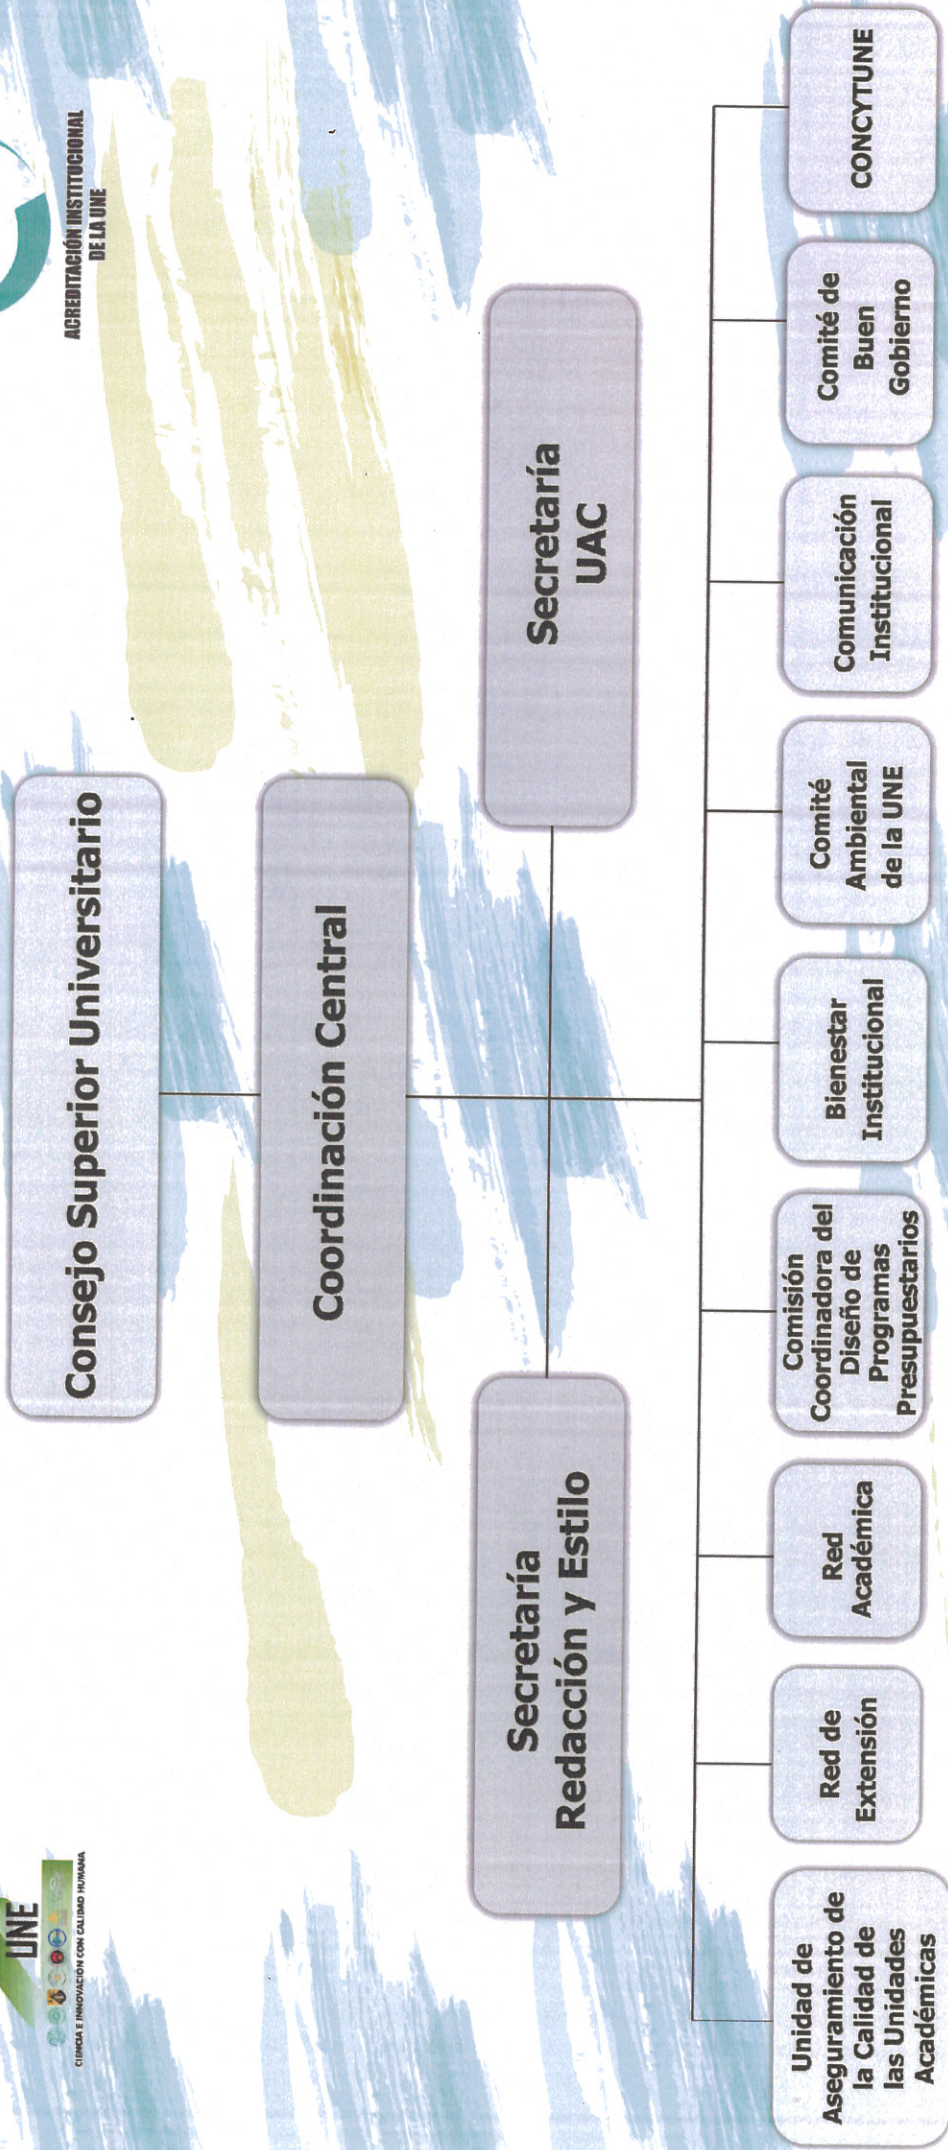 UNE
CIENCIA E INNOVACIÓN CON CALIDAD HUMANA
ACREDITACIÓN INSTITUCIONAL
DE LA UNE
Consejo Superior Universitario
Coordinación Central
Secretaría
Redacción y Estilo
Secretaría
UAC
Unidad de
Aseguramiento de
la Calidad de
las Unidades
Académicas
Red de
Extensión
Red
Académica
Comisión
Coordinadora del
Diseño de
Programas
Presupuestarios
Bienestar
Institucional
Comité
Ambiental
de la UNE
Comunicación
Institucional
Comité de
Buen
Gobierno
CONCYTUNE